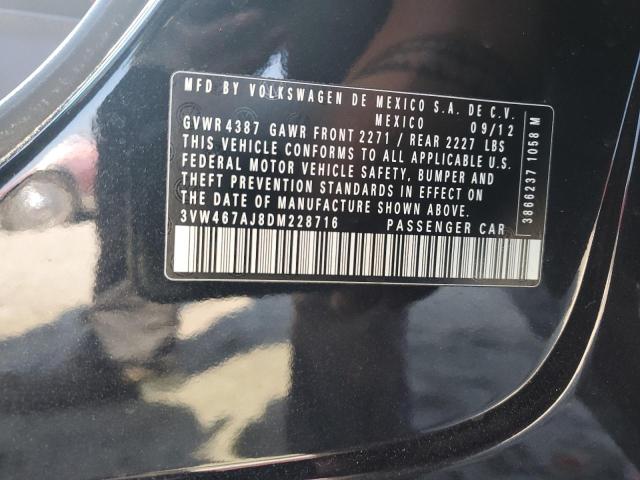 MFD BY VOLKSWAGEN DE MEXICO S.A. DE C.V.
MEXICO 09/12
GVWR 4387 GAWR FRONT 2271 / REAR 2227 LBS
THIS VEHICLE CONFORMS TO ALL APPLICABLE U.S.
FEDERAL MOTOR VEHICLE SAFETY, BUMPER AND
THEFT PREVENTION STANDARDS IN EFFECT ON
THE DATE OF MANUFACTURE SHOWN ABOVE.
3VW467AJ8DM228716 PASSENGER CAR
3866237 1058 M